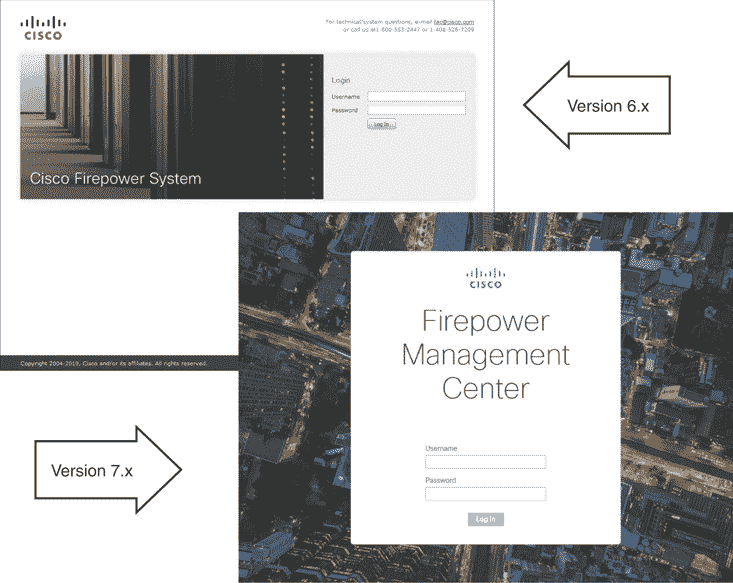 CISCO
For technical/system questions, e-mail tac@cisco.com
or call us at 1-800-553-2447 or 1-408-526-7209
Login
Username
Password
Log In
Cisco Firepower System
Version 6.x
Copyright 2004-2019, Cisco and/or its affiliates. All rights reserved.
CISCO
Firepower
Management
Center
Username
Password
Log In
Version 7.x